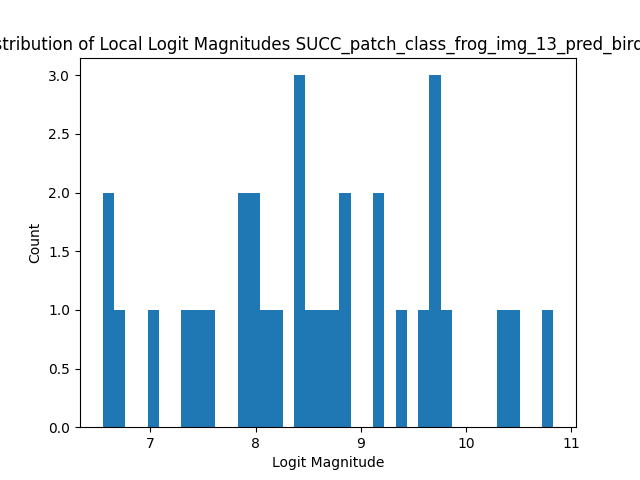 stribution of Local Logit Magnitudes SUCC_patch_class_frog_img_13_pred_bird
3.0
2.5
2.0
1.5
1.0
0.5
0.0
Count
7 8 9 10 11
Logit Magnitude